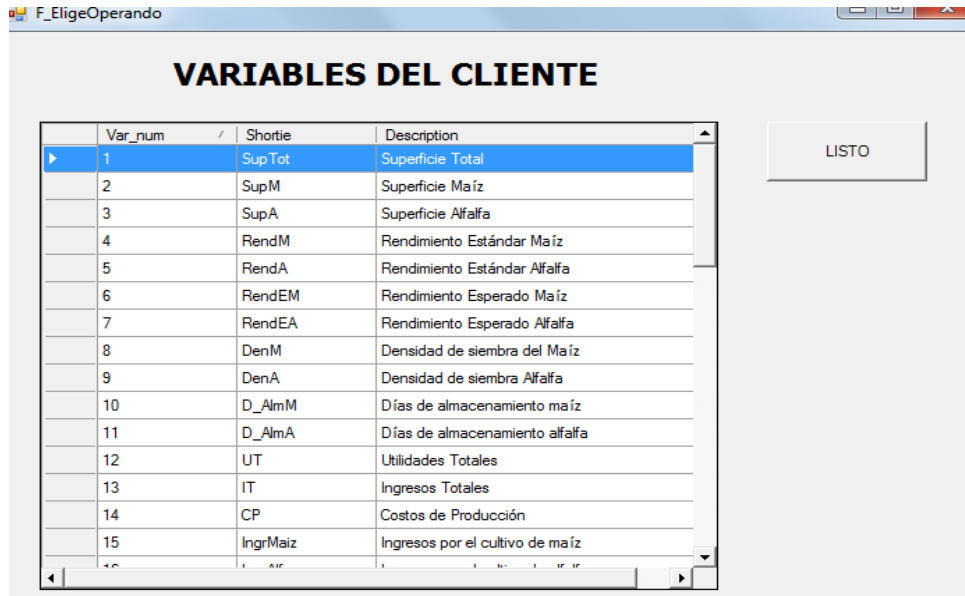 F_EligeOperando
VARIABLES DEL CLIENTE
Var_num Shortie Description
1 SupTot Superficie Total
2 SupM Superficie Maíz
3 SupA Superficie Alfalfa
4 RendM Rendimiento Estándar Maíz
5 RendA Rendimiento Estándar Alfalfa
6 RendEM Rendimiento Esperado Maíz
7 RendEA Rendimiento Esperado Alfalfa
8 DenM Densidad de siembra del Maíz
9 DenA Densidad de siembra Alfalfa
10 D_AlmM Días de almacenamiento maíz
11 D_AlmA Días de almacenamiento alfalfa
12 UT Utilidades Totales
13 IT Ingresos Totales
14 CP Costos de Producción
15 IngrMaiz Ingresos por el cultivo de maíz
LISTO